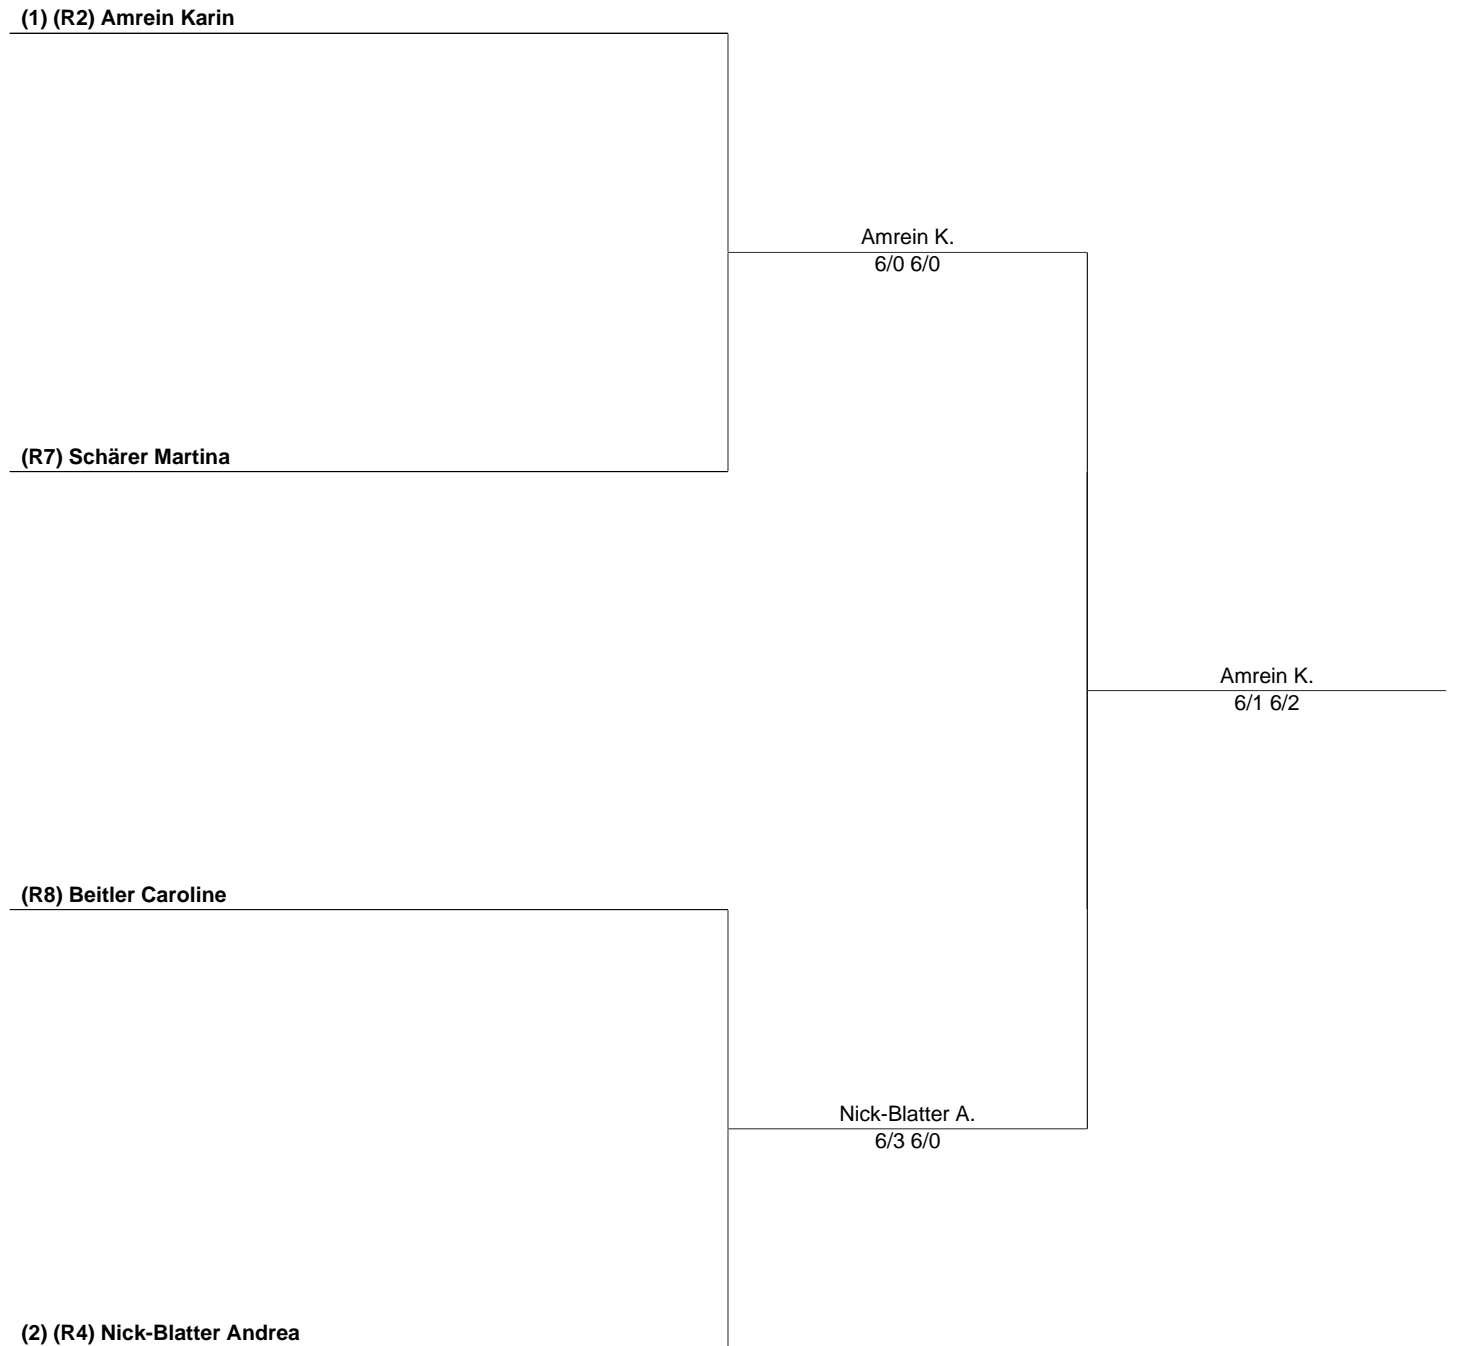 (1) (R2) Amrein Karin
Amrein K.
6/0 6/0
(R7) Schärer Martina
Amrein K.
6/1 6/2
(R8) Beitler Caroline
Nick-Blatter A.
6/3 6/0
(2) (R4) Nick-Blatter Andrea